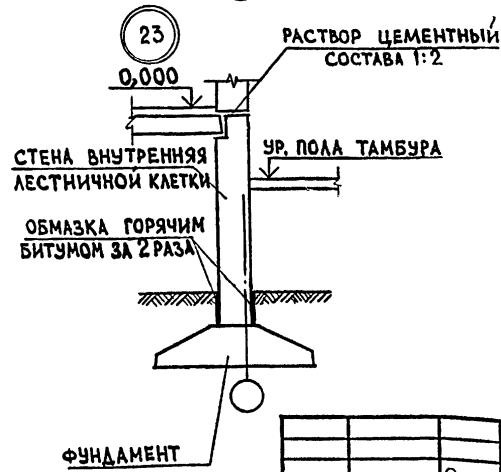 23
РАСТВОР ЦЕМЕНТНЫЙ
СОСТАВА 1:2
0,000
СТЕНА ВНУТРЕННЯЯ
ЛЕСТНИЧНОЙ КЛЕТКИ
УР. ПОЛА ТАМБУРА
ОБМАЗКА ГОРЯЧИМ
БИТУМОМ ЗА 2 РАЗА
ФУНДАМЕНТ